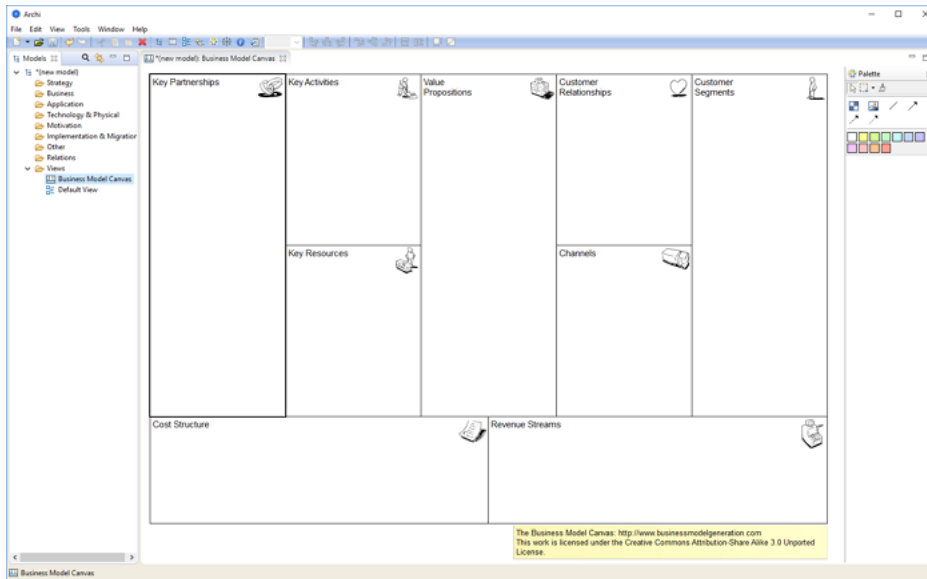 Archi
File Edit View Tools Window Help
Models
*(new model): Business Model Canvas
*(new model)
Strategy
Business
Application
Technology & Physical
Motivation
Implementation & Migration
Other
Relations
Views
Business Model Canvas
Default View
Key Partnerships
Key Activities
Value
Propositions
Customer
Relationships
Customer
Segments
Key Resources
Channels
Cost Structure
Revenue Streams
The Business Model Canvas: http://www.businessmodelgeneration.com
This work is licensed under the Creative Commons Attribution-Share Alike 3.0 Unported
License.
Palette
Business Model Canvas